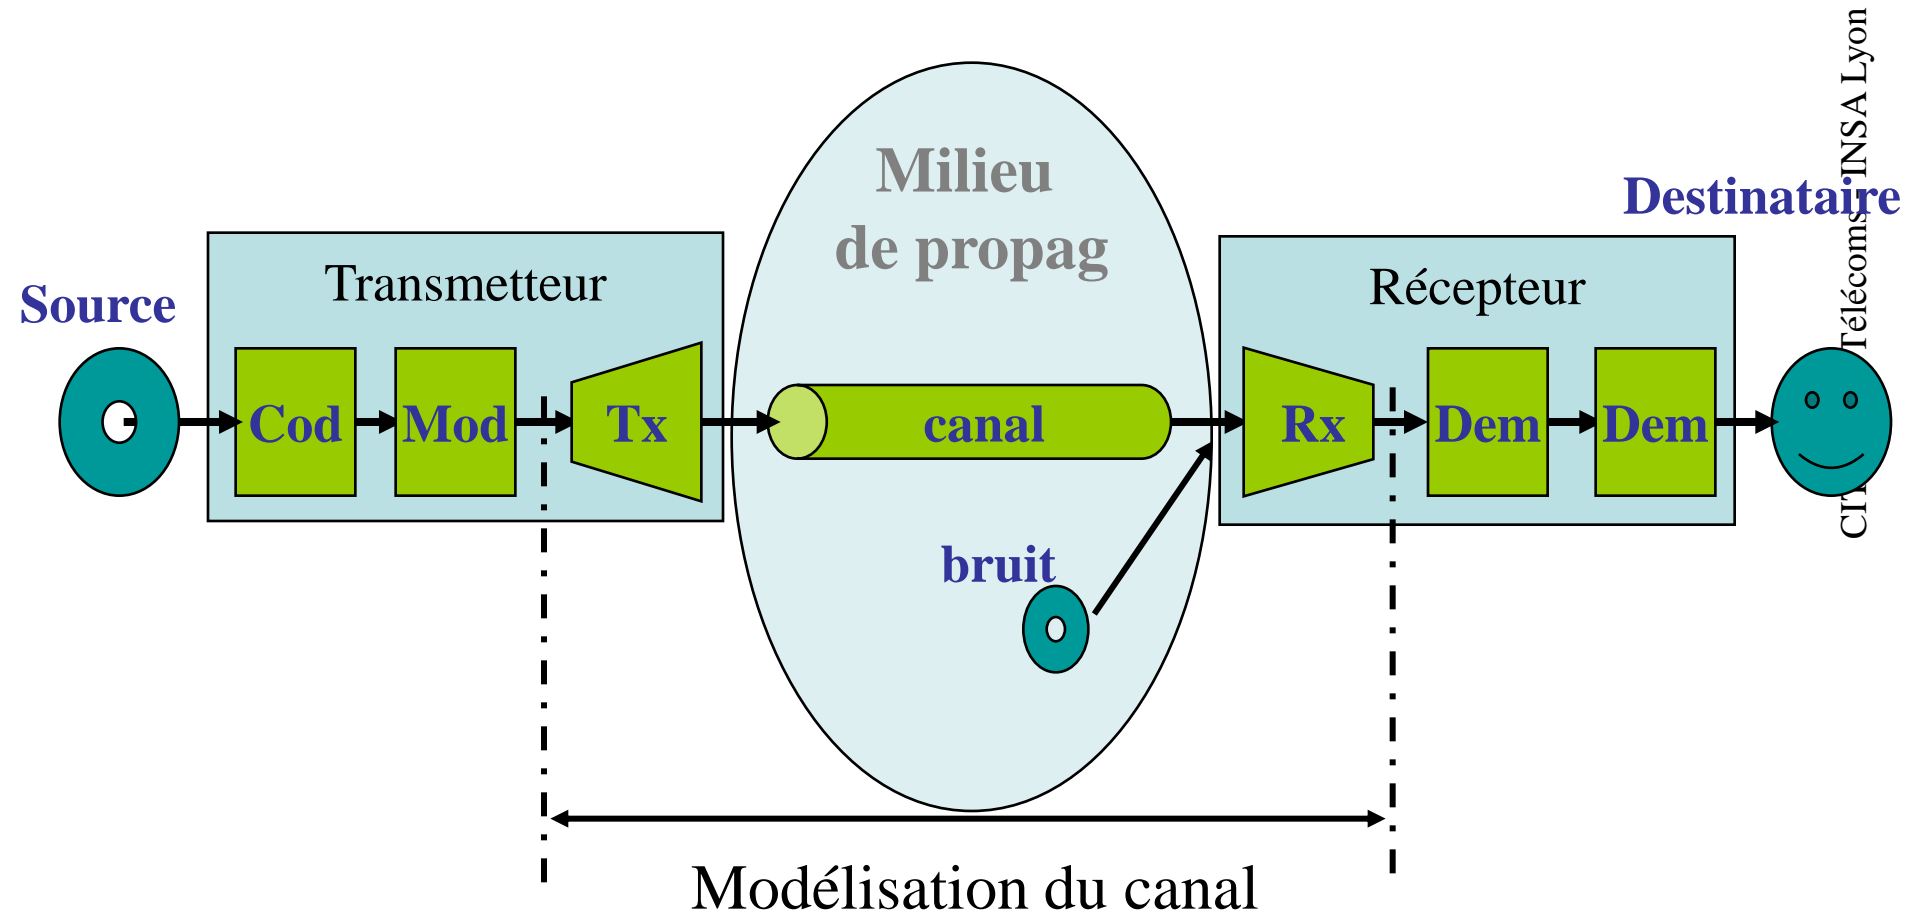 Milieu
de propag
Destinataire
Transmetteur
Récepteur
Source
Cod
Mod
Tx
canal
Rx
Dem
Dem
bruit
Modélisation du canal
Télécoms - INSA Lyon